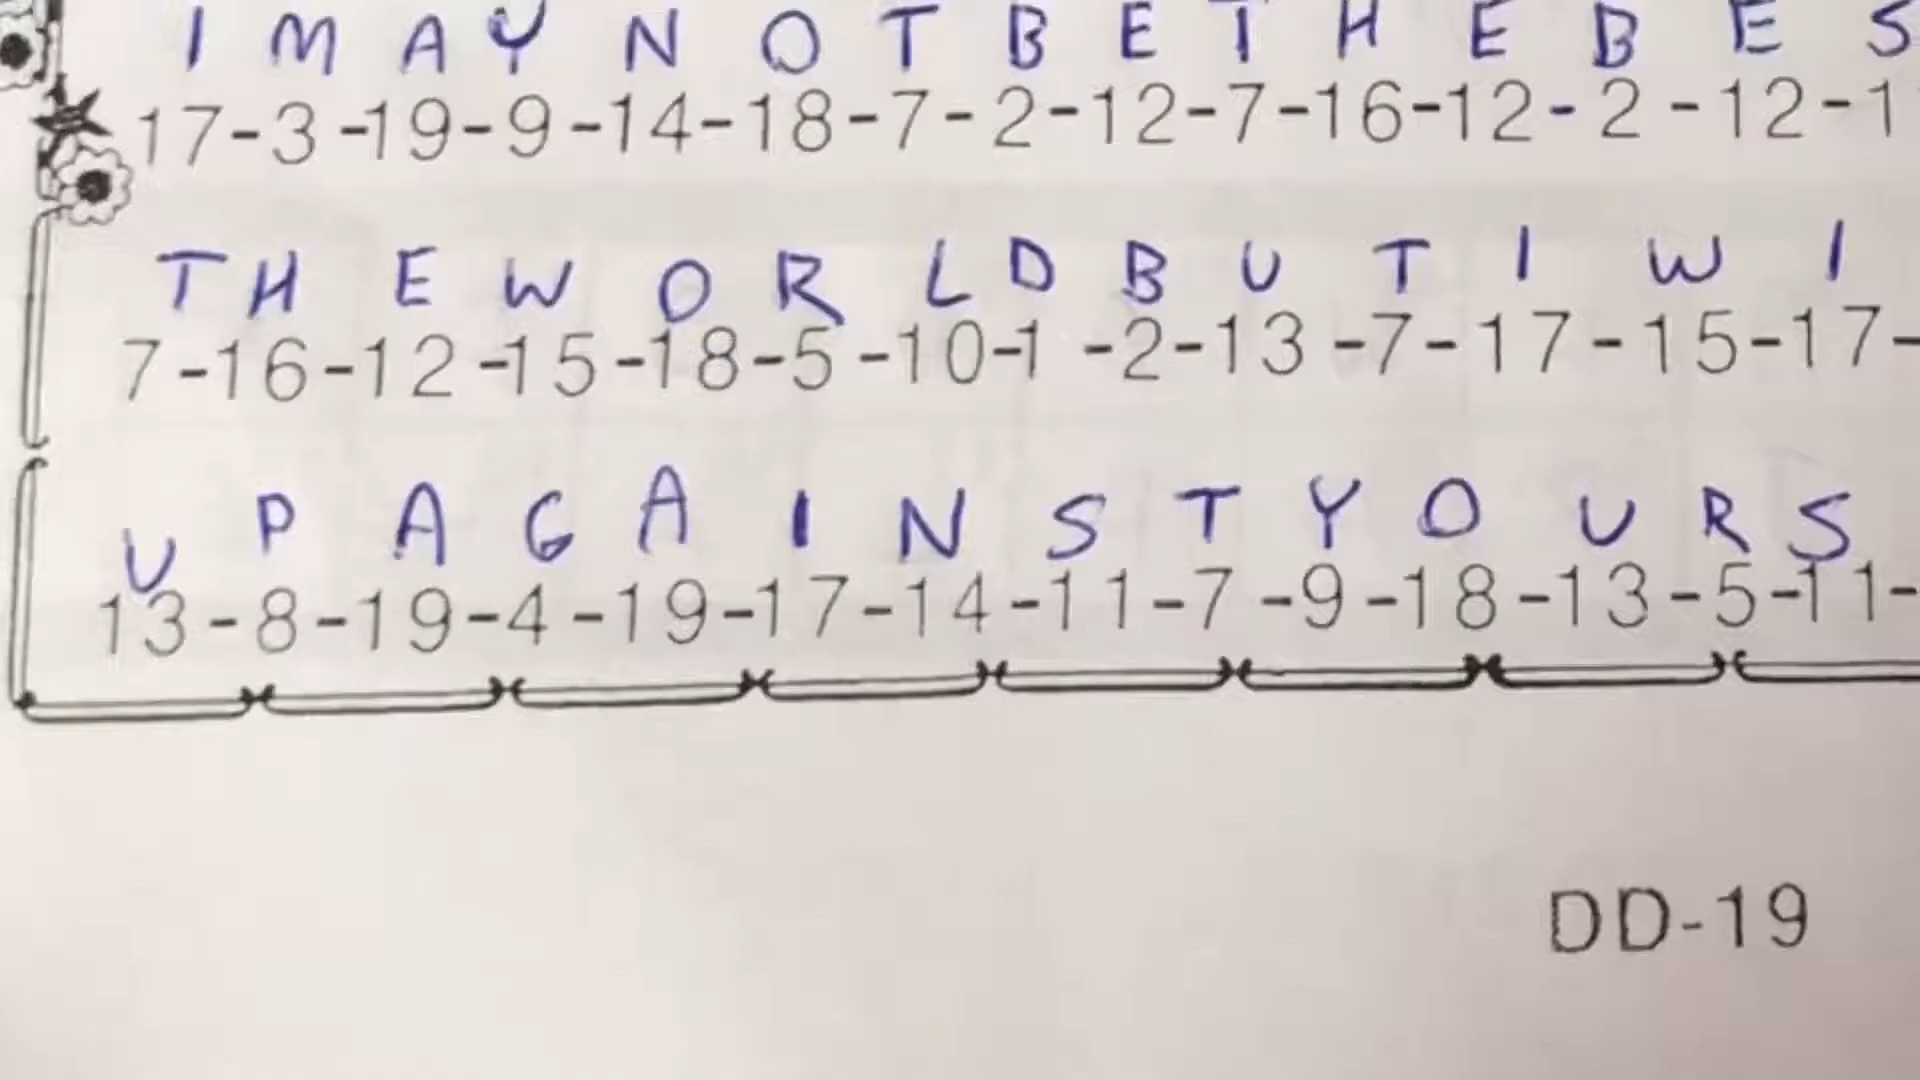 I M A Y N O T B E T H E B E S
17-3-19-9-14-18-7-2-12-7-16-12-2-12-1
T H E W O R L D B U T I W I
7-16-12-15-18-5-10-1-2-13-7-17-15-17-
U P A G A I N S T Y O U R S
13-8-19-4-19-17-14-11-7-9-18-13-5-11-
DD-19